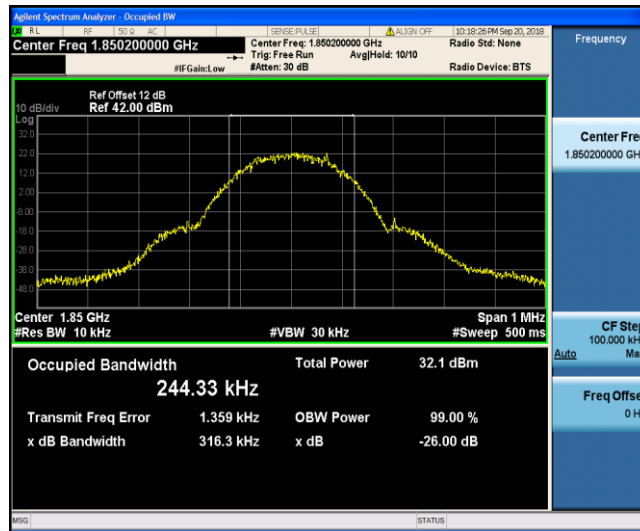 Agilent Spectrum Analyzer - Occupied BW
RL RF 50 Ω AC SENSE:PULSE ALIGN OFF 10:18:26 PM Sep 20, 2018
Center Freq 1.850200000 GHz Center Freq: 1.850200000 GHz Radio Std: None
Trig: Free Run Avg|Hold: 10/10
#IFGain:Low #Atten: 30 dB Radio Device: BTS
Frequency
Ref Offset 12 dB
10 dB/div Ref 42.00 dBm
Log
32.0
22.0
12.0
2.00
-8.00
-18.0
-28.0
-38.0
-48.0
Center 1.85 GHz Span 1 MHz
#Res BW 10 kHz #VBW 30 kHz #Sweep 500 ms
Occupied Bandwidth Total Power 32.1 dBm
244.33 kHz
Transmit Freq Error 1.359 kHz OBW Power 99.00 %
x dB Bandwidth 316.3 kHz x dB -26.00 dB
Center Fre
1.850200000 GH
CF Step
100.000 kH
Auto Ma
Freq Offse
0 H
MSG STATUS